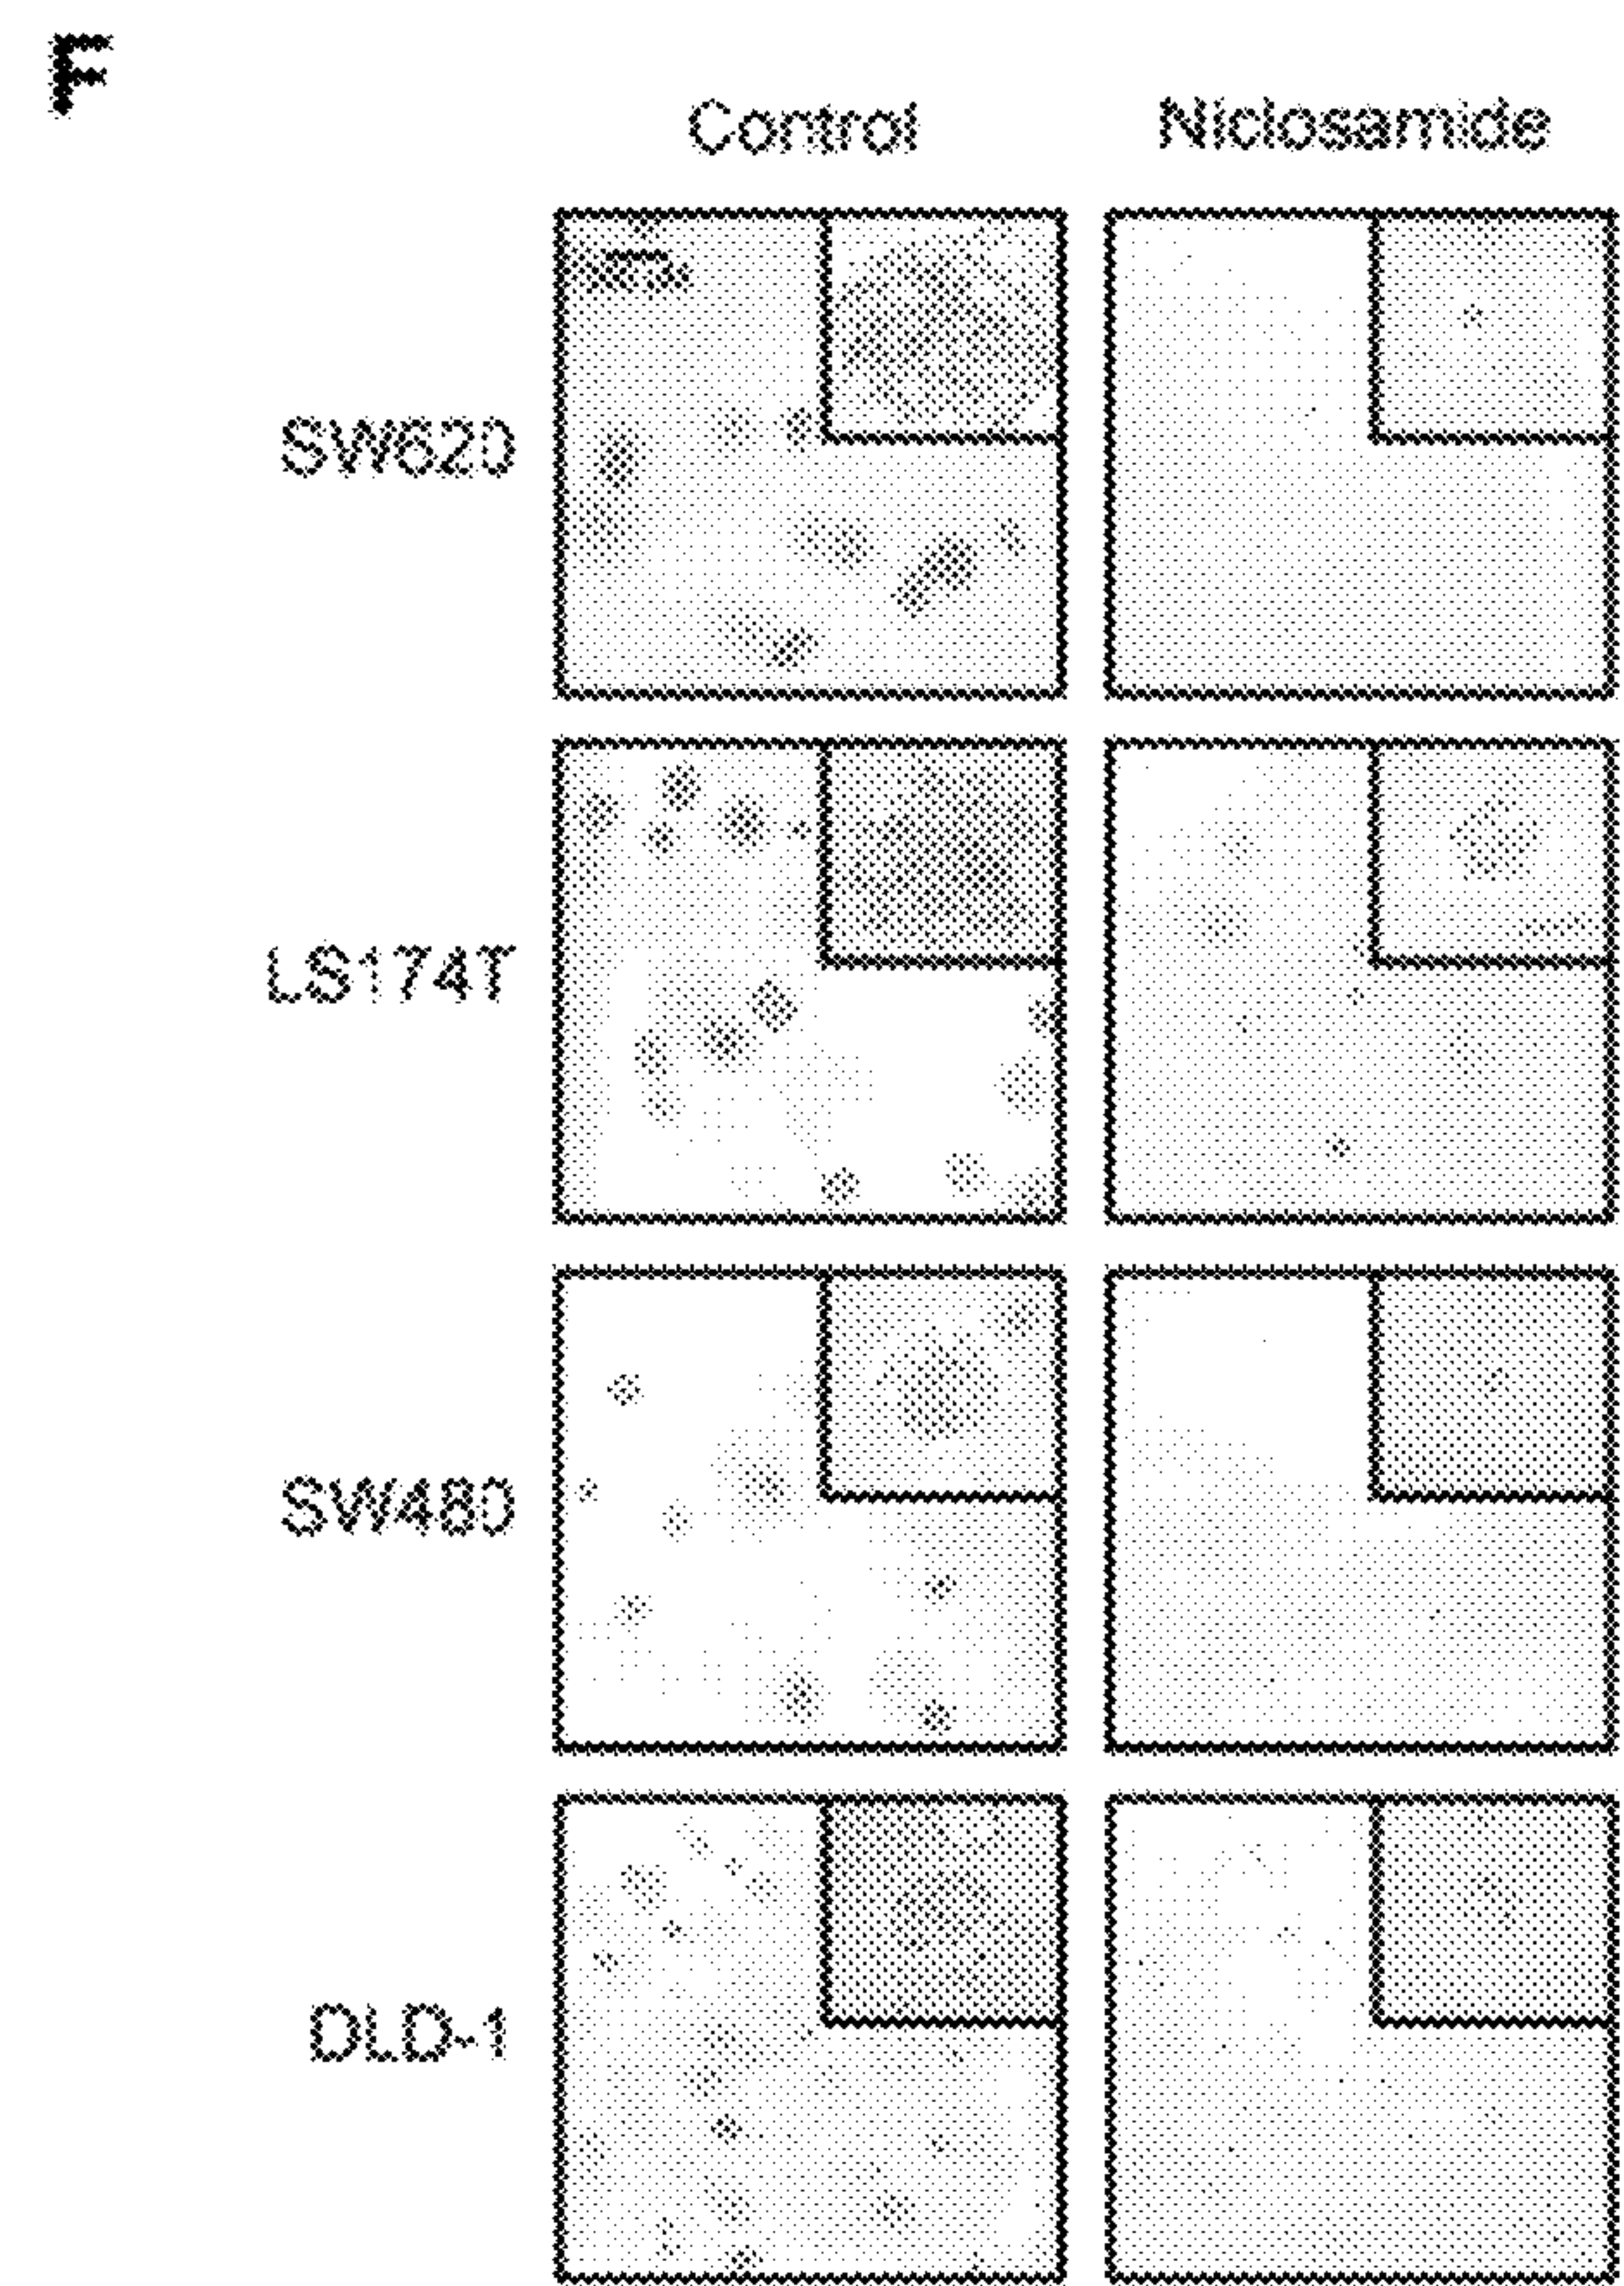 F
Control Niclosamide
SW620
LS174T
SW480
DLD-1